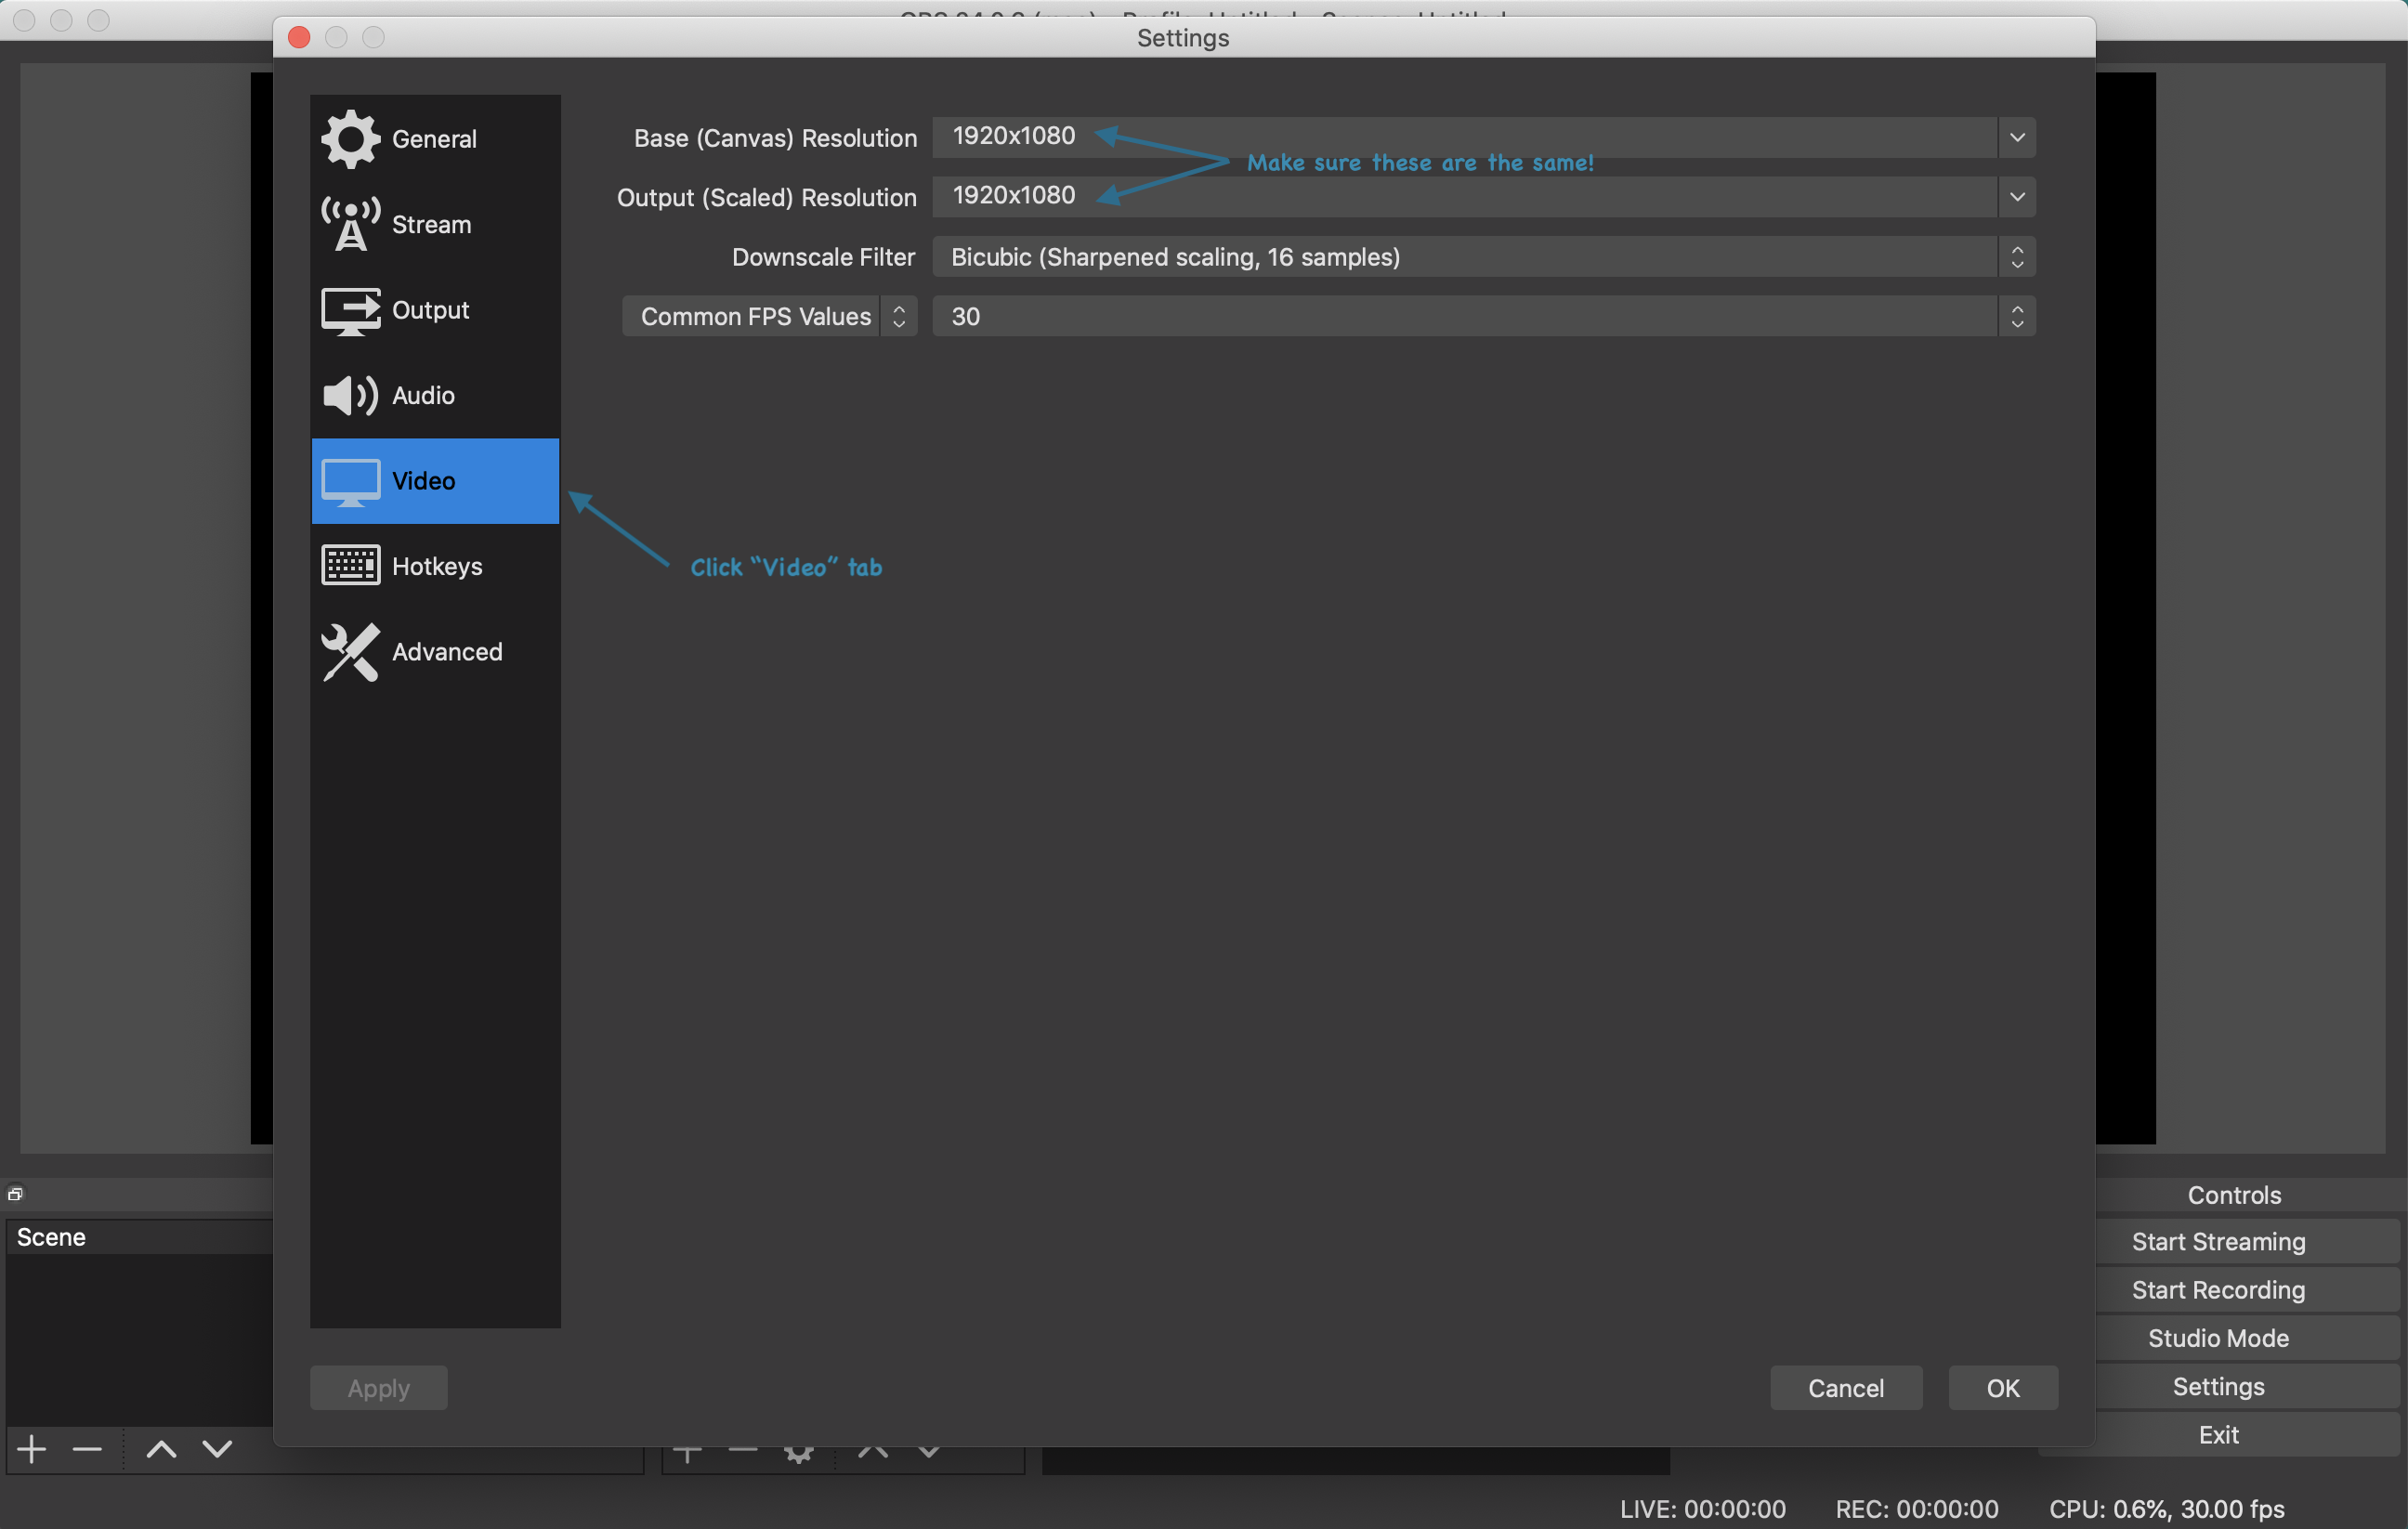 Settings
General
Stream
Output
Audio
Video
Hotkeys
Advanced
Base (Canvas) Resolution 1920x1080
Make sure these are the same!
Output (Scaled) Resolution 1920x1080
Downscale Filter Bicubic (Sharpened scaling, 16 samples)
Common FPS Values 30
Click “Video” tab
Apply
Cancel OK
Scene
Controls
Start Streaming
Start Recording
Studio Mode
Settings
Exit
LIVE: 00:00:00 REC: 00:00:00 CPU: 0.6%, 30.00 fps